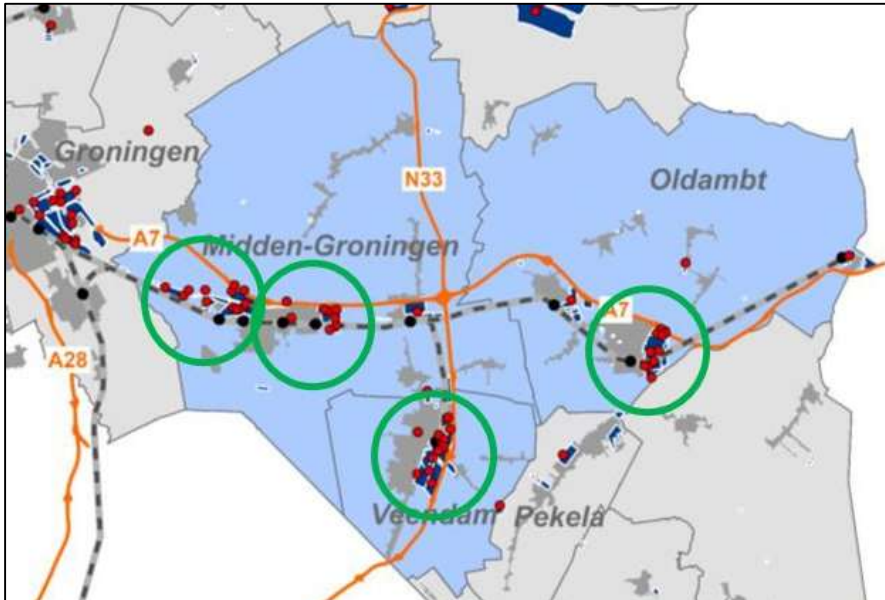 Groningen
Oldambt
N33
A7
Midden-Groningen
A7
A28
Veendam
Pekela